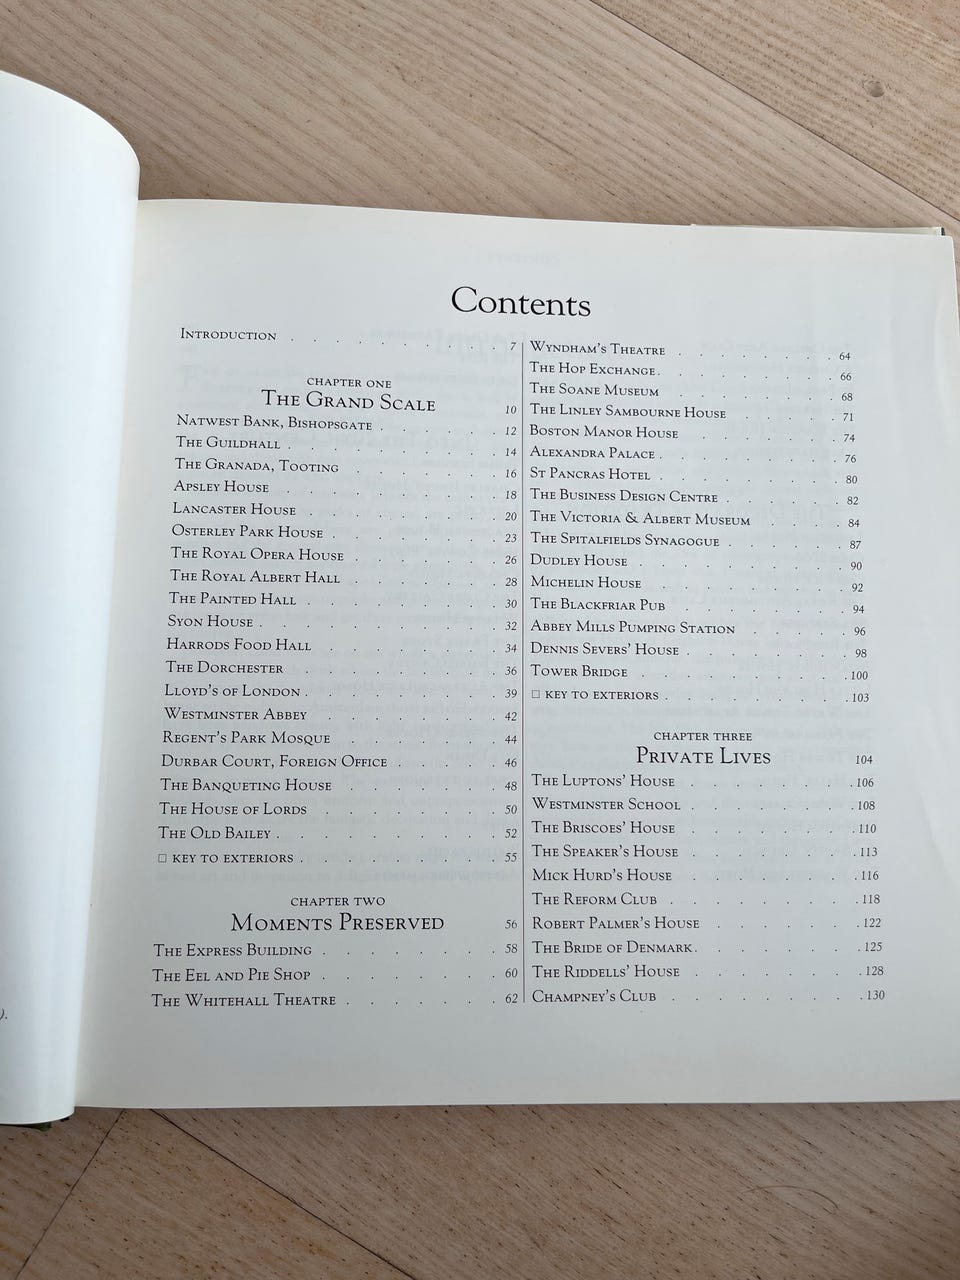 Contents
INTRODUCTION . . . . . . . . . 7
CHAPTER ONE
THE GRAND SCALE 10
NATWEST BANK, BISHOPSGATE . . . . . 12
THE GUILDHALL . . . . . . . . . 14
THE GRANADA, TOOTING . . . . . . 16
APSLEY HOUSE . . . . . . . . . 18
LANCASTER HOUSE . . . . . . . . 20
OSTERLEY PARK HOUSE . . . . . . . 23
THE ROYAL OPERA HOUSE . . . . . . 26
THE ROYAL ALBERT HALL . . . . . . 28
THE PAINTED HALL . . . . . . . . 30
SYON HOUSE . . . . . . . . . . 32
HARRODS FOOD HALL . . . . . . . 34
THE DORCHESTER . . . . . . . . 36
LLOYD'S OF LONDON . . . . . . . . 39
WESTMINSTER ABBEY . . . . . . . . 42
REGENT'S PARK MOSQUE . . . . . . . 44
DURBAR COURT, FOREIGN OFFICE . . . . . 46
THE BANQUETING HOUSE . . . . . . . 48
THE HOUSE OF LORDS . . . . . . . . 50
THE OLD BAILEY . . . . . . . . . . 52
□ KEY TO EXTERIORS . . . . . . . . . 55
CHAPTER TWO
MOMENTS PRESERVED 56
THE EXPRESS BUILDING . . . . . . . . 58
THE EEL AND PIE SHOP . . . . . . . . 60
THE WHITEHALL THEATRE . . . . . . . 62
WYNDHAM'S THEATRE . . . . . . . 64
THE HOP EXCHANGE . . . . . . . . 66
THE SOANE MUSEUM . . . . . . . . 68
THE LINLEY SAMBOURNE HOUSE . . . . . 71
BOSTON MANOR HOUSE . . . . . . . 74
ALEXANDRA PALACE . . . . . . . . 76
ST PANCRAS HOTEL . . . . . . . . 80
THE BUSINESS DESIGN CENTRE . . . . . . 82
THE VICTORIA & ALBERT MUSEUM . . . . 84
THE SPITALFIELDS SYNAGOGUE . . . . . . 87
DUDLEY HOUSE . . . . . . . . . 90
MICHELIN HOUSE . . . . . . . . . 92
THE BLACKFRIAR PUB . . . . . . . . 94
ABBEY MILLS PUMPING STATION . . . . . 96
DENNIS SEVERS' HOUSE . . . . . . . . 98
TOWER BRIDGE . . . . . . . . . . 100
□ KEY TO EXTERIORS . . . . . . . . . 103
CHAPTER THREE
PRIVATE LIVES 104
THE LUPTONS' HOUSE . . . . . . . . 106
WESTMINSTER SCHOOL . . . . . . . . 108
THE BRISCOES' HOUSE . . . . . . . . 110
THE SPEAKER'S HOUSE . . . . . . . . 113
MICK HURD'S HOUSE . . . . . . . . 116
THE REFORM CLUB . . . . . . . . . 118
ROBERT PALMER'S HOUSE . . . . . . . 122
THE BRIDE OF DENMARK . . . . . . . . 125
THE RIDDELLS' HOUSE . . . . . . . . 128
CHAMPNEY'S CLUB . . . . . . . . . 130
).